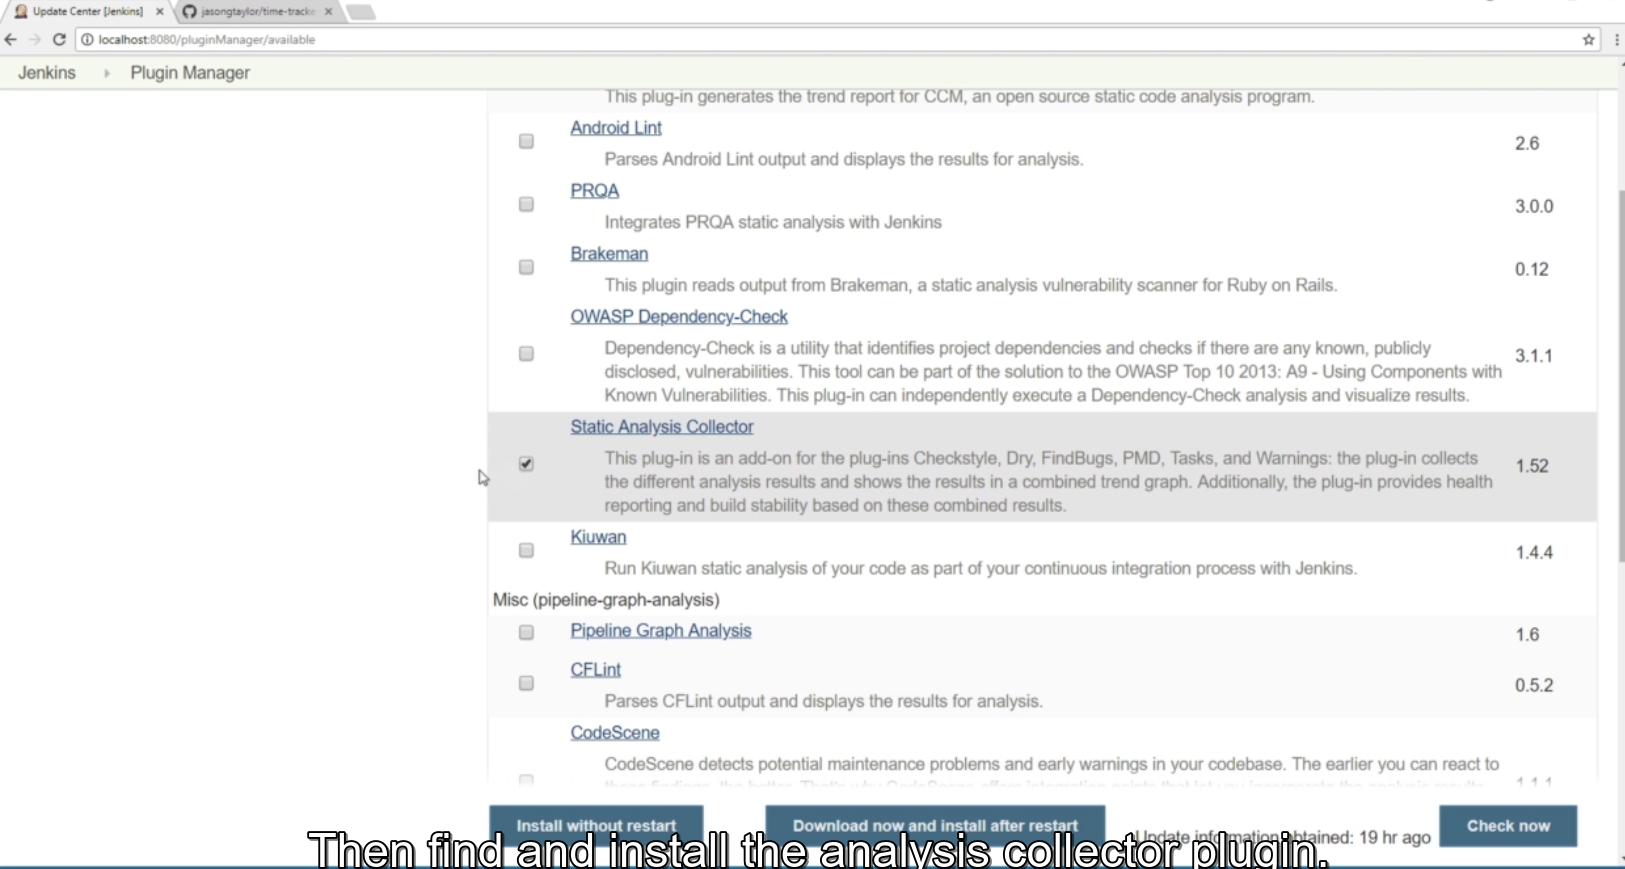 Update Center [Jenkins]
jasongtaylor/time-tracke
localhost:8080/pluginManager/available
Jenkins
Plugin Manager
This plug-in generates the trend report for CCM, an open source static code analysis program.
Android Lint
2.6
Parses Android Lint output and displays the results for analysis.
PRQA
3.0.0
Integrates PRQA static analysis with Jenkins
Brakeman
0.12
This plugin reads output from Brakeman, a static analysis vulnerability scanner for Ruby on Rails.
OWASP Dependency-Check
Dependency-Check is a utility that identifies project dependencies and checks if there are any known, publicly
3.1.1
disclosed, vulnerabilities. This tool can be part of the solution to the OWASP Top 10 2013: A9 - Using Components with
Known Vulnerabilities. This plug-in can independently execute a Dependency-Check analysis and visualize results.
Static Analysis Collector
This plug-in is an add-on for the plug-ins Checkstyle, Dry, FindBugs, PMD, Tasks, and Warnings: the plug-in collects
1.52
the different analysis results and shows the results in a combined trend graph. Additionally, the plug-in provides health
reporting and build stability based on these combined results.
Kiuwan
1.4.4
Run Kiuwan static analysis of your code as part of your continuous integration process with Jenkins.
Misc (pipeline-graph-analysis)
Pipeline Graph Analysis
1.6
CFLint
0.5.2
Parses CFLint output and displays the results for analysis.
CodeScene
CodeScene detects potential maintenance problems and early warnings in your codebase. The earlier you can react to
1.1.1
Install without restart
Download now and install after restart
Update information obtained: 19 hr ago
Check now
Then find and install the analysis collector plugin.